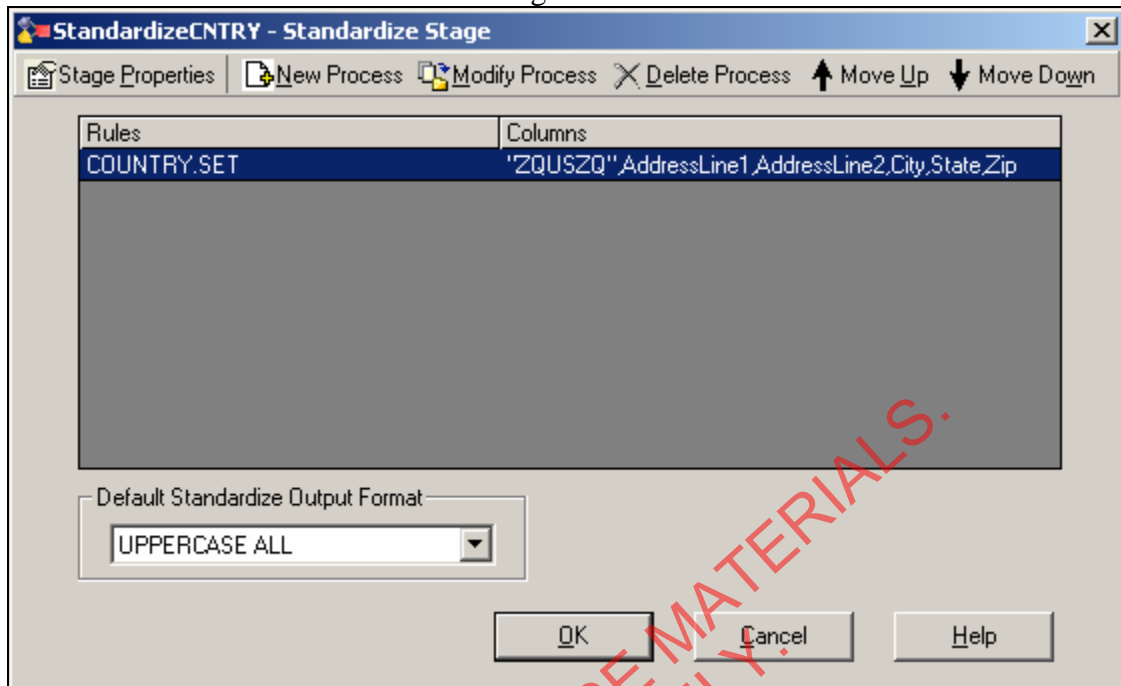 StandardizeCNTRY - Standardize Stage
Stage Properties New Process Modify Process Delete Process Move Up Move Down
Rules Columns
COUNTRY.SET "ZQUSZQ",AddressLine1,AddressLine2,City,State,Zip
Default Standardize Output Format
UPPERCASE ALL
OK Cancel Help
MATERIALS.